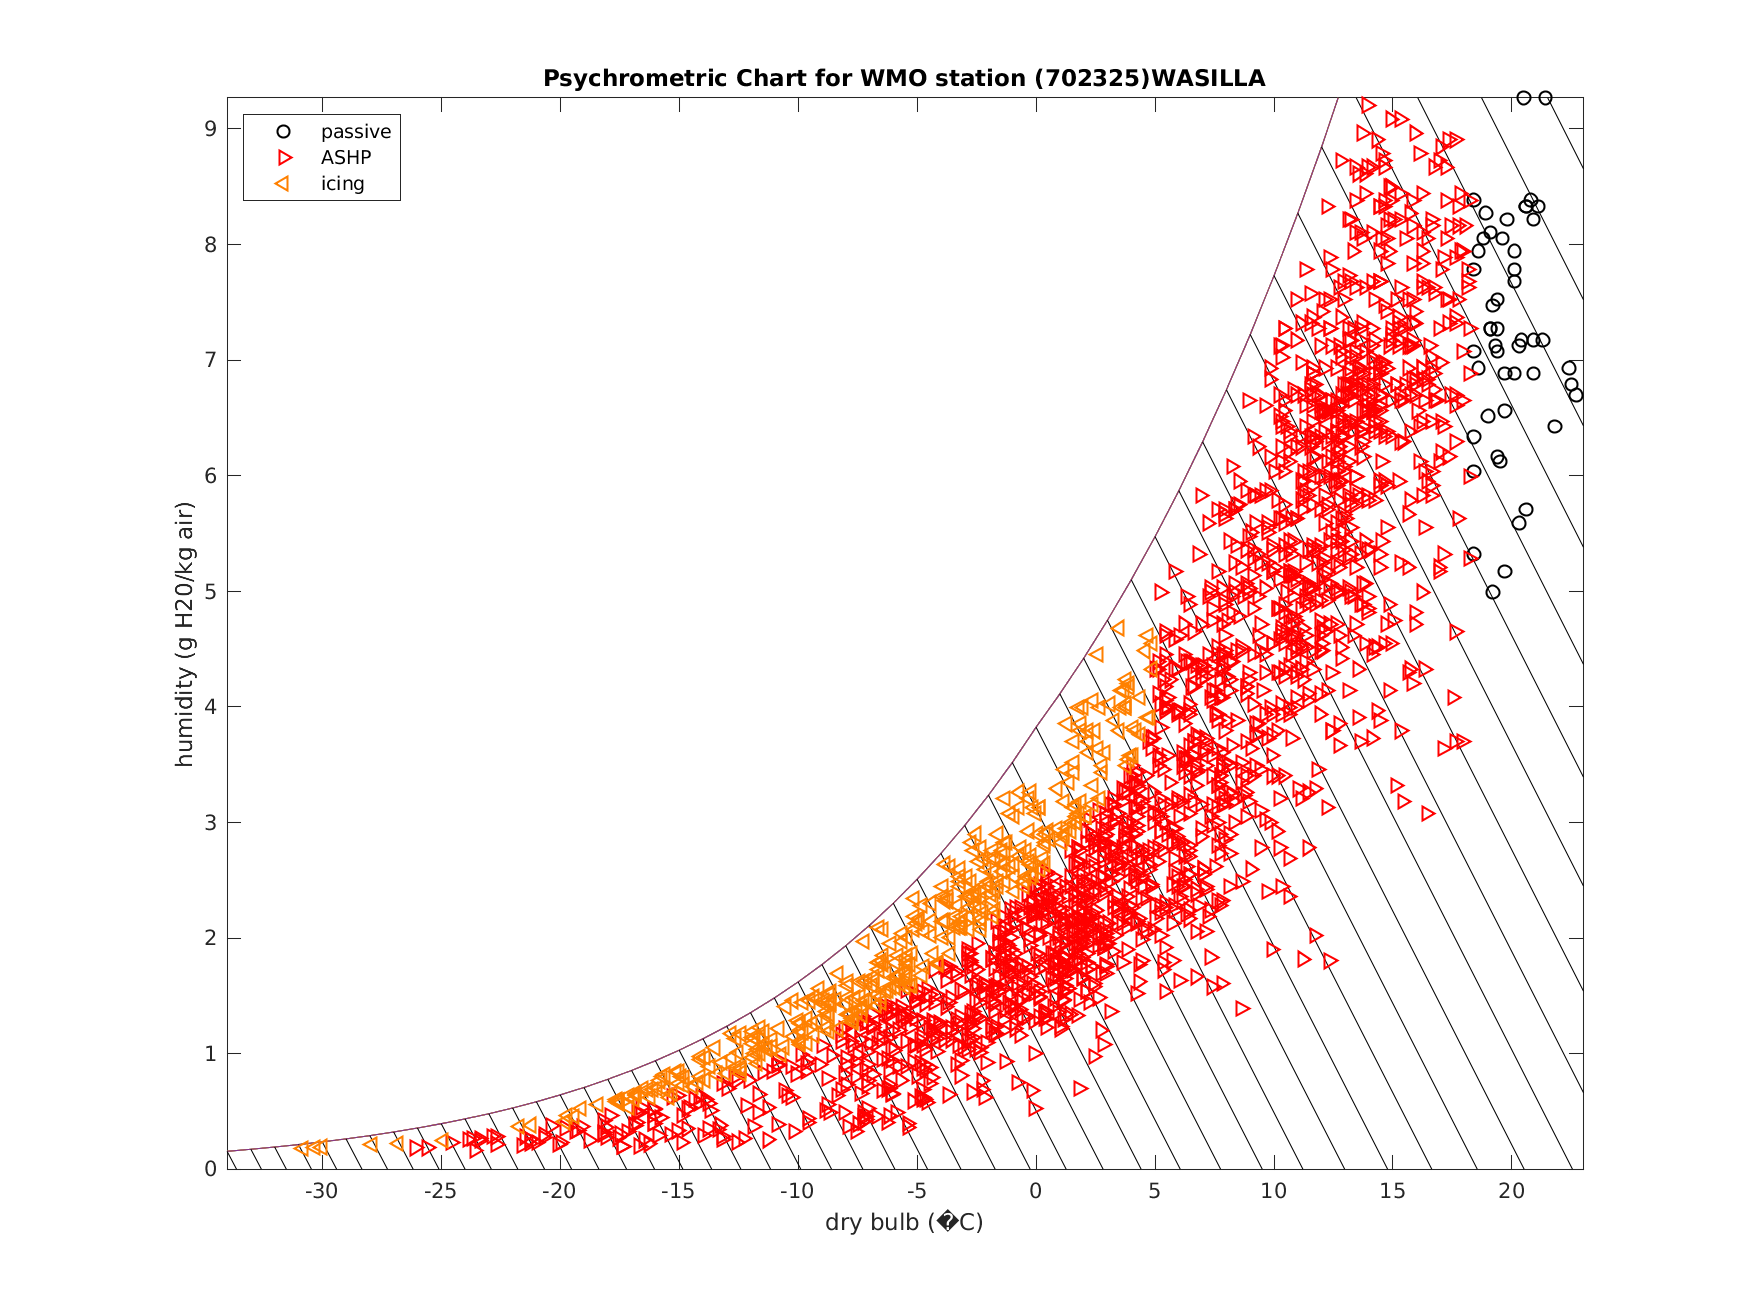 Psychrometric Chart for WMO station (702325)WASILLA
passive
ASHP
icing
humidity (g H20/kg air)
9
8
7
6
5
4
3
2
1
0
-30 -25 -20 -15 -10 -5 0 5 10 15 20
dry bulb (�C)